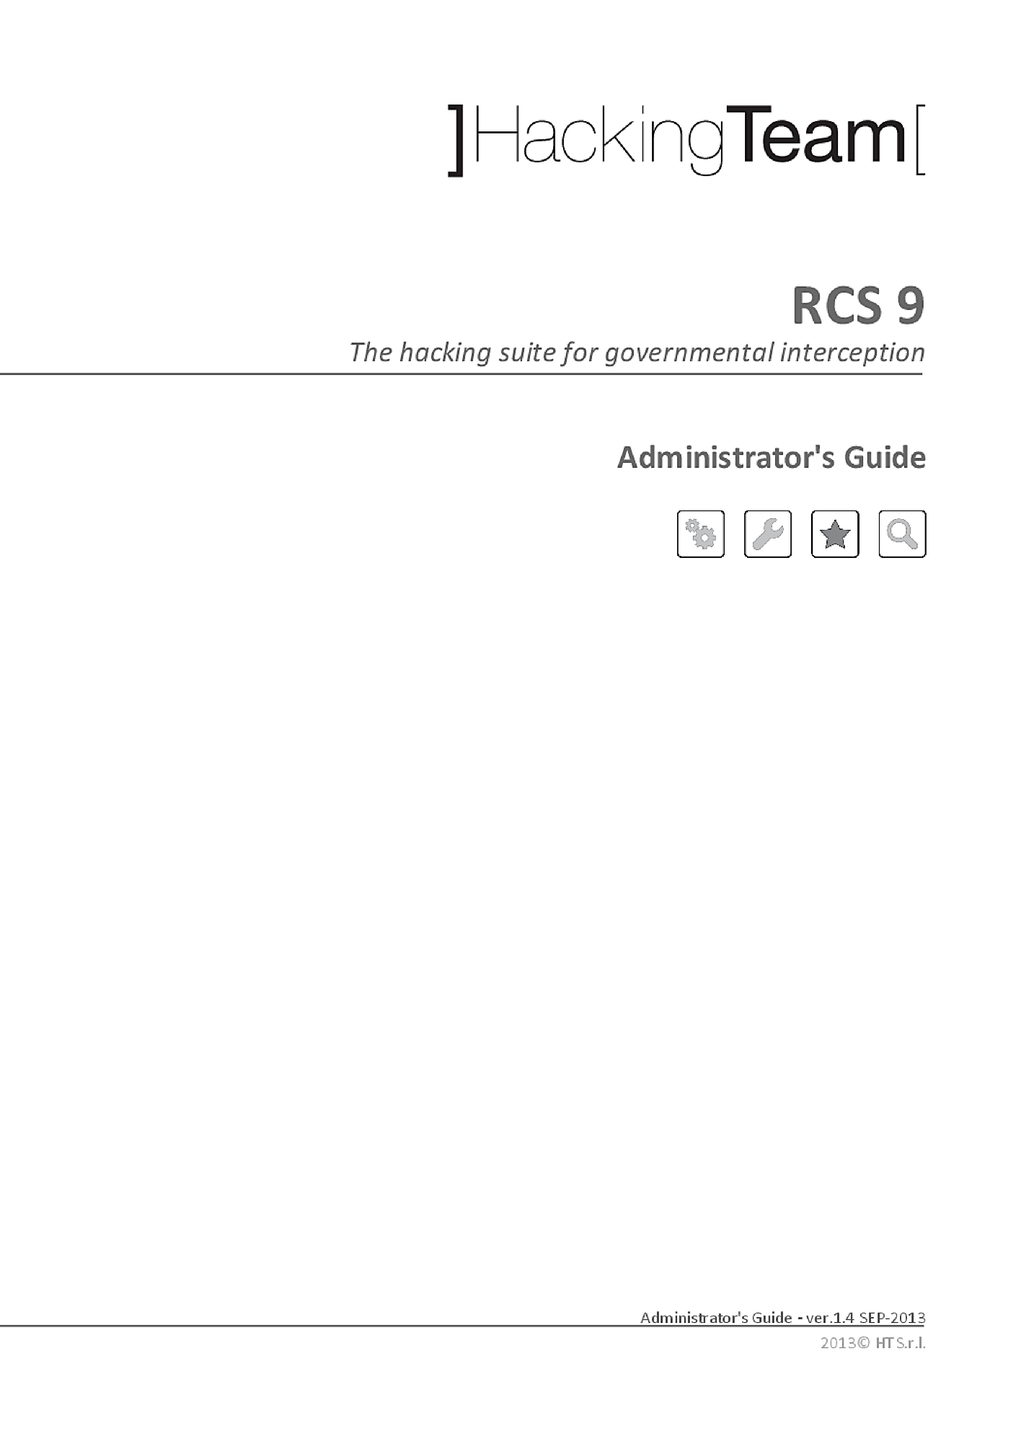 ]HackingTeam[
RCS 9
The hacking suite for governmental interception
Administrator's Guide
Administrator's Guide - ver.1.4 SEP-2013
2013© HT S.r.l.